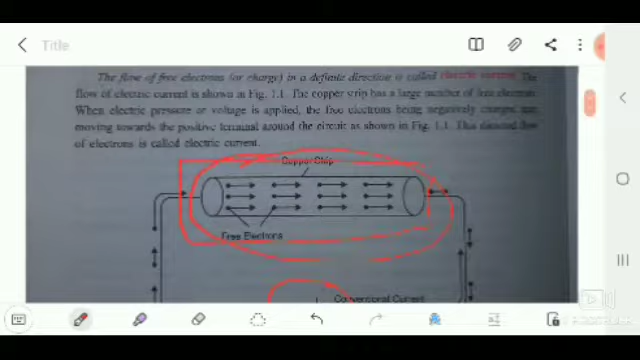 Title
The flow of free electrons (or charge) in a definite direction is called electric current. The
flow of electric current is shown in Fig. 1.1. The copper strip has a large number of free electrons.
When electric pressure or voltage is applied, the free electrons being negatively charged start
moving towards the positive terminal around the circuit as shown in Fig. 1.1. This directed flow
of electrons is called electric current.
Copper Chip
Free Electrons
Conventional Current